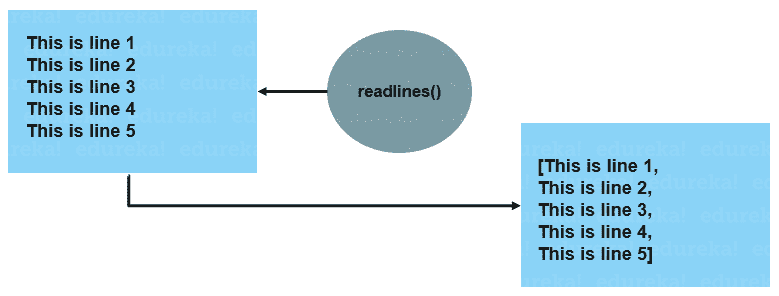 This is line 1
This is line 2
This is line 3
This is line 4
This is line 5
readlines()
[This is line 1,
This is line 2,
This is line 3,
This is line 4,
This is line 5]
edureka!